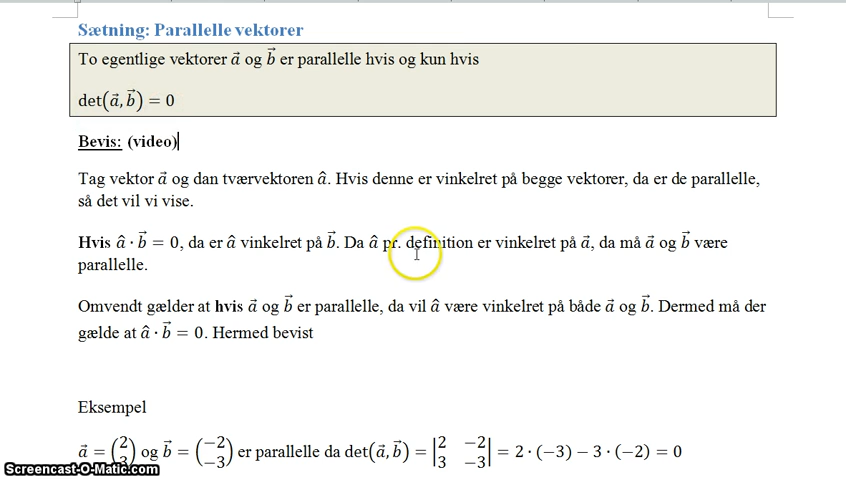 Sætning: Parallelle vektorer
To egentlige vektorer a⃗ og b⃗ er parallelle hvis og kun hvis
det(a⃗, b⃗) = 0
Bevis: (video)
Tag vektor a⃗ og dan tværvektoren â. Hvis denne er vinkelret på begge vektorer, da er de parallelle,
så det vil vi vise.
Hvis â · b⃗ = 0, da er â vinkelret på b⃗. Da â pr. definition er vinkelret på a⃗, da må a⃗ og b⃗ være
parallelle.
Omvendt gælder at hvis a⃗ og b⃗ er parallelle, da vil â være vinkelret på både a⃗ og b⃗. Dermed må der
gælde at â · b⃗ = 0. Hermed bevist
Eksempel
a⃗ = (2 3) og b⃗ = (−2 −3) er parallelle da det(a⃗, b⃗) = |2 −2 3 −3| = 2 · (−3) − 3 · (−2) = 0
Screencast-O-Matic.com